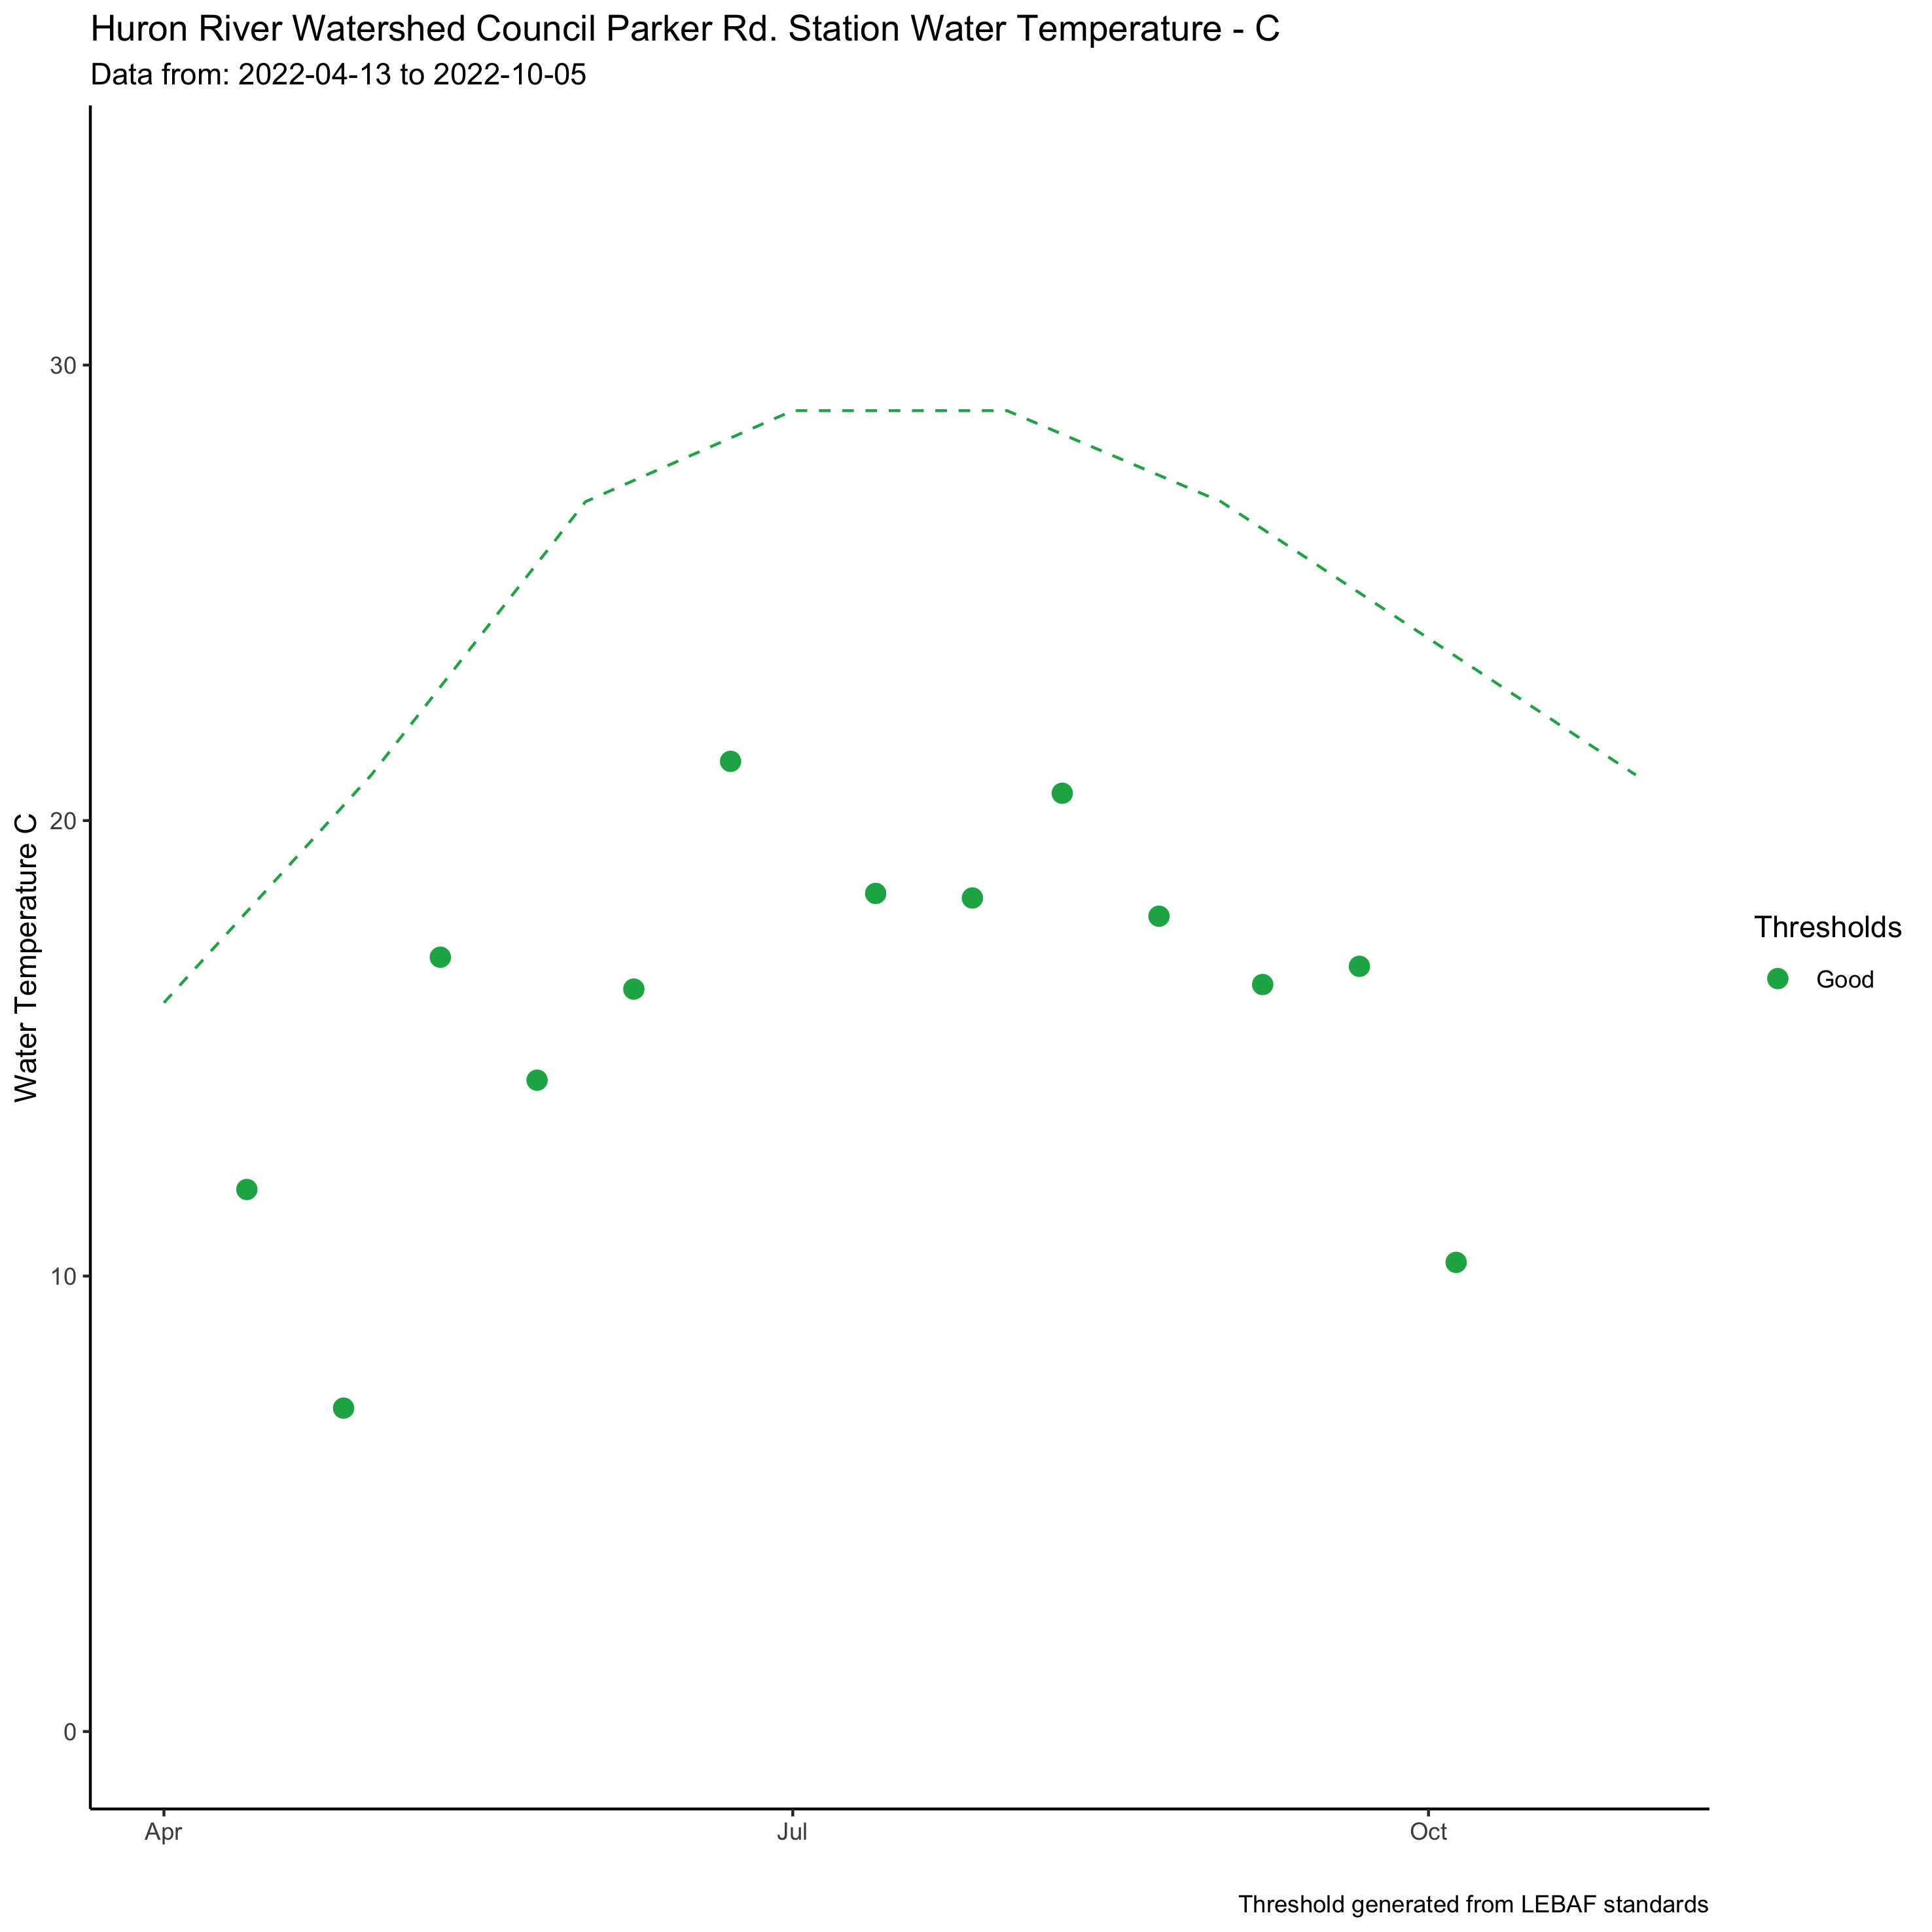 Huron River Watershed Council Parker Rd. Station Water Temperature - C
Data from: 2022-04-13 to 2022-10-05
Water Temperature C
30
20
10
0
Apr
Jul
Oct
Thresholds
Good
Threshold generated from LEBAF standards